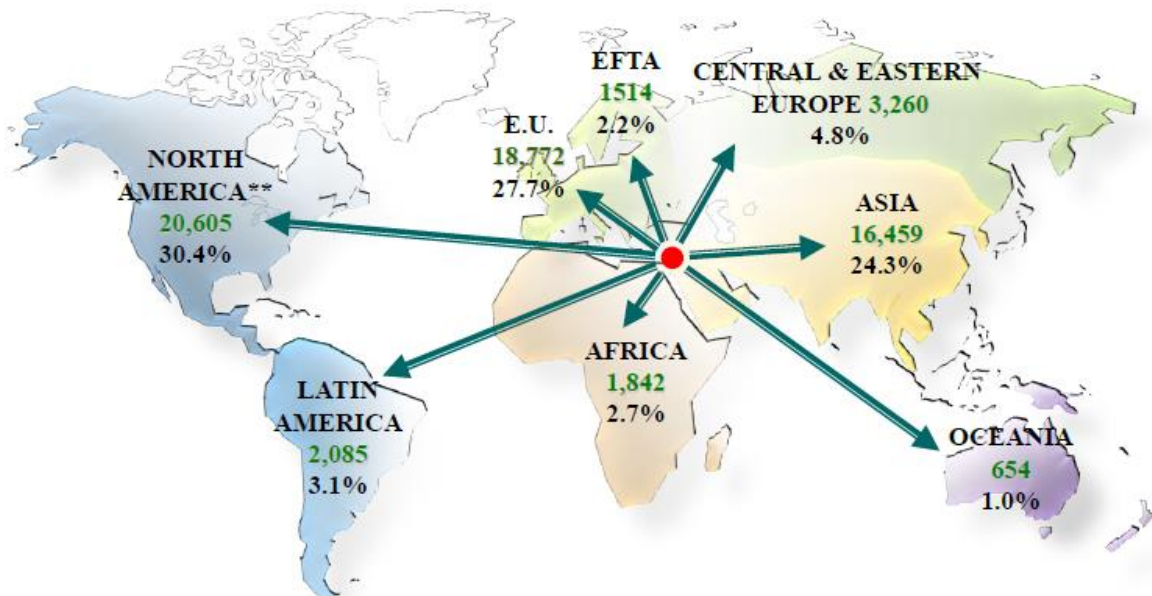 EFTA
1514
2.2%
CENTRAL & EASTERN
EUROPE 3,260
4.8%
E.U.
18,772
27.7%
NORTH
AMERICA**
20,605
30.4%
ASIA
16,459
24.3%
AFRICA
1,842
2.7%
LATIN
AMERICA
2,085
3.1%
OCEANIA
654
1.0%